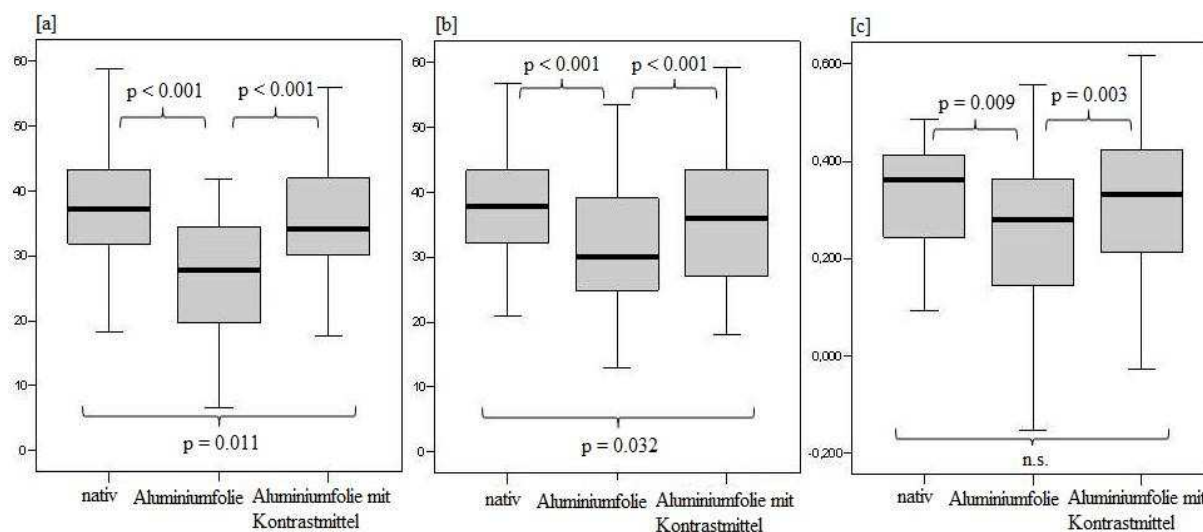 [a]
60
50
40
30
20
10
0
p < 0.001
p < 0.001
p = 0.011
nativ
Aluminiumfolie
Aluminiumfolie mit
Kontrastmittel
[b]
60
50
40
30
20
10
0
p < 0.001
p < 0.001
p = 0.032
nativ
Aluminiumfolie
Aluminiumfolie mit
Kontrastmittel
[c]
0,600
0,400
0,200
0,000
-0,200
p = 0.009
p = 0.003
n.s.
nativ
Aluminiumfolie
Aluminiumfolie mit
Kontrastmittel